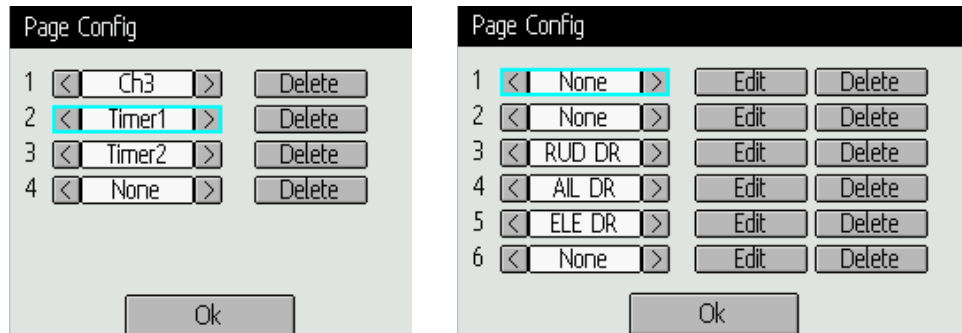 Page Config
1 < Ch3 > Delete
2 < Timer1 > Delete
3 < Timer2 > Delete
4 < None > Delete
Ok
Page Config
1 < None > Edit Delete
2 < None > Edit Delete
3 < RUD DR > Edit Delete
4 < AIL DR > Edit Delete
5 < ELE DR > Edit Delete
6 < None > Edit Delete
Ok